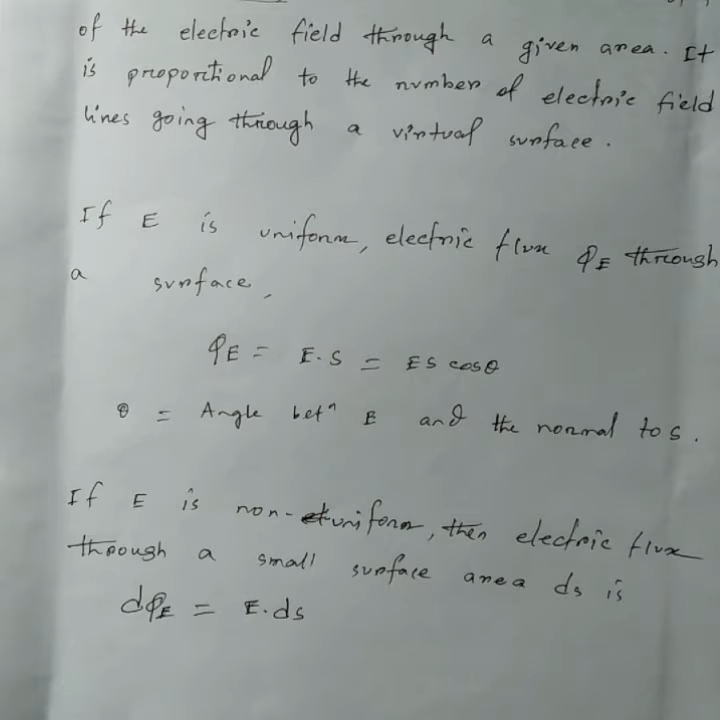 of the electric field through a given area. It
is proportional to the number of electric field
lines going through a virtual surface.
If E is uniform, electric flux φE through
a surface,
φE = E.S = ES cosθ
θ = Angle betn E and the normal to s.
If E is non-uniform, then electric flux
through a small surface area ds is
dφE = E.ds